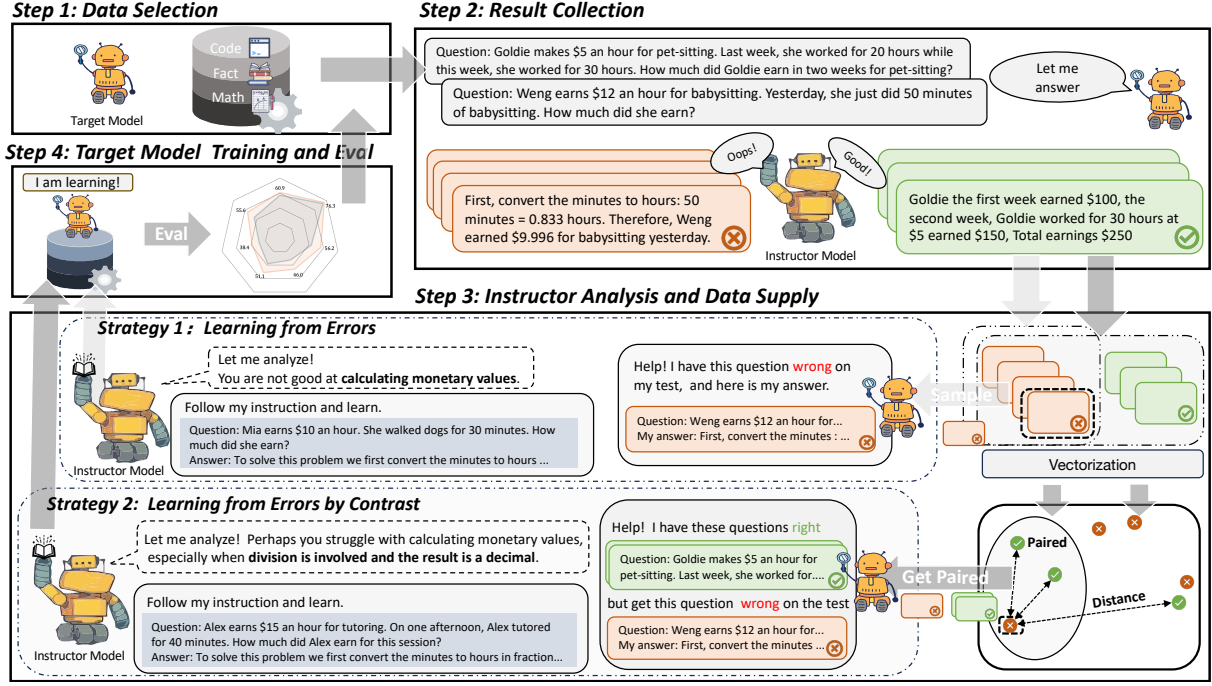 Step 1: Data Selection
Code
Fact
Math
Target Model
Step 2: Result Collection
Question: Goldie makes $5 an hour for pet-sitting. Last week, she worked for 20 hours while
this week, she worked for 30 hours. How much did Goldie earn in two weeks for pet-sitting?
Question: Weng earns $12 an hour for babysitting. Yesterday, she just did 50 minutes
of babysitting. How much did she earn?
Let me
answer
Oops!
Good!
First, convert the minutes to hours: 50
minutes = 0.833 hours. Therefore, Weng
earned $9.996 for babysitting yesterday.
Instructor Model
Goldie the first week earned $100, the
second week, Goldie worked for 30 hours at
$5 earned $150, Total earnings $250
Step 4: Target Model Training and Eval
I am learning!
Eval
60.9
76.3
56.2
66.0
51.1
38.4
55.6
Step 3: Instructor Analysis and Data Supply
Strategy 1: Learning from Errors
Let me analyze!
You are not good at calculating monetary values.
Follow my instruction and learn.
Question: Mia earns $10 an hour. She walked dogs for 30 minutes. How
much did she earn?
Answer: To solve this problem we first convert the minutes to hours ...
Instructor Model
Help! I have this question wrong on
my test, and here is my answer.
Question: Weng earns $12 an hour for...
My answer: First, convert the minutes : ...
Sample
Vectorization
Strategy 2: Learning from Errors by Contrast
Let me analyze! Perhaps you struggle with calculating monetary values,
especially when division is involved and the result is a decimal.
Follow my instruction and learn.
Question: Alex earns $15 an hour for tutoring. On one afternoon, Alex tutored
for 40 minutes. How much did Alex earn for this session?
Answer: To solve this problem we first convert the minutes to hours in fraction...
Instructor Model
Help! I have these questions right
Question: Goldie makes $5 an hour for
pet-sitting. Last week, she worked for....
but get this question wrong on the test
Question: Weng earns $12 an hour for...
My answer: First, convert the minutes ...
Get Paired
Paired
Distance